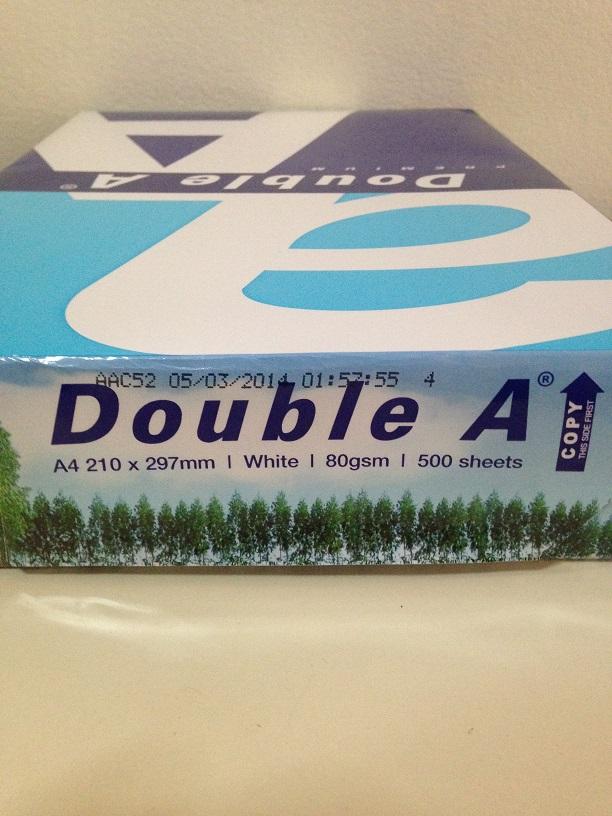 Double A®
PREMIUM
AAC52 05/03/2014 01:57:55 4
Double A®
A4 210 x 297mm | White | 80gsm | 500 sheets
COPY
THIS SIDE FIRST